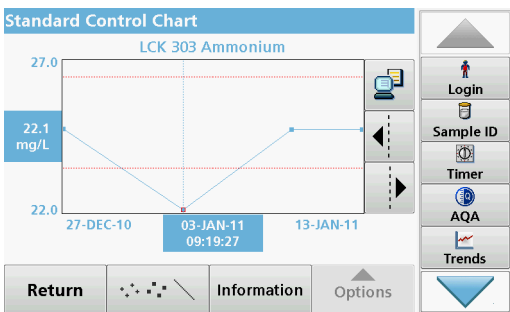 Standard Control Chart
LCK 303 Ammonium
27.0
22.1
mg/L
22.0
27-DEC-10
03-JAN-11
09:19:27
13-JAN-11
Return
Information
Options
Login
Sample ID
Timer
AQA
Trends